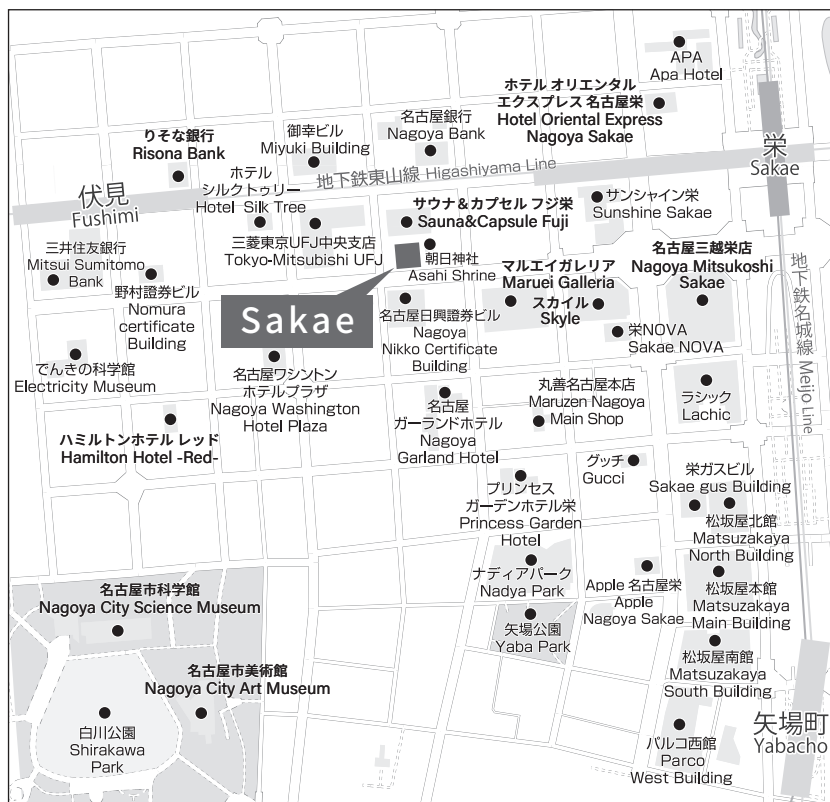 APA
Apa Hotel
ホテル オリエンタル
エクスプレス 名古屋栄
Hotel Oriental Express
Nagoya Sakae
名古屋銀行
Nagoya Bank
御幸ビル
Miyuki Building
りそな銀行
Risona Bank
栄
Sakae
地下鉄東山線 Higashiyama Line
伏見
Fushimi
ホテル
シルクトゥリー
Hotel Silk Tree
サウナ&カプセル フジ栄
Sauna&Capsule Fuji
サンシャイン栄
Sunshine Sakae
三菱東京UFJ中央支店
Tokyo-Mitsubishi UFJ
朝日神社
Asahi Shrine
三井住友銀行
Mitsui Sumitomo
Bank
野村證券ビル
Nomura
certificate
Building
マルエイガレリア
Maruei Galleria
スカイル
Skyle
名古屋三越栄店
Nagoya Mitsukoshi
Sakae
地下鉄名城線 Meijo Line
Sakae
名古屋日興證券ビル
Nagoya
Nikko Certificate
Building
栄NOVA
Sakae NOVA
でんきの科学館
Electricity Museum
名古屋ワシントン
ホテルプラザ
Nagoya Washington
Hotel Plaza
名古屋
ガーランドホテル
Nagoya
Garland Hotel
丸善名古屋本店
Maruzen Nagoya
Main Shop
ラシック
Lachic
ハミルトンホテル レッド
Hamilton Hotel -Red-
グッチ
Gucci
栄ガスビル
Sakae gus Building
プリンセス
ガーデンホテル栄
Princess Garden
Hotel
松坂屋北館
Matsuzakaya
North Building
ナディアパーク
Nadya Park
Apple 名古屋栄
Apple
Nagoya Sakae
松坂屋本館
Matsuzakaya
Main Building
名古屋市科学館
Nagoya City Science Museum
矢場公園
Yaba Park
松坂屋南館
Matsuzakaya
South Building
名古屋市美術館
Nagoya City Art Museum
白川公園
Shirakawa
Park
矢場町
Yabacho
パルコ西館
Parco
West Building